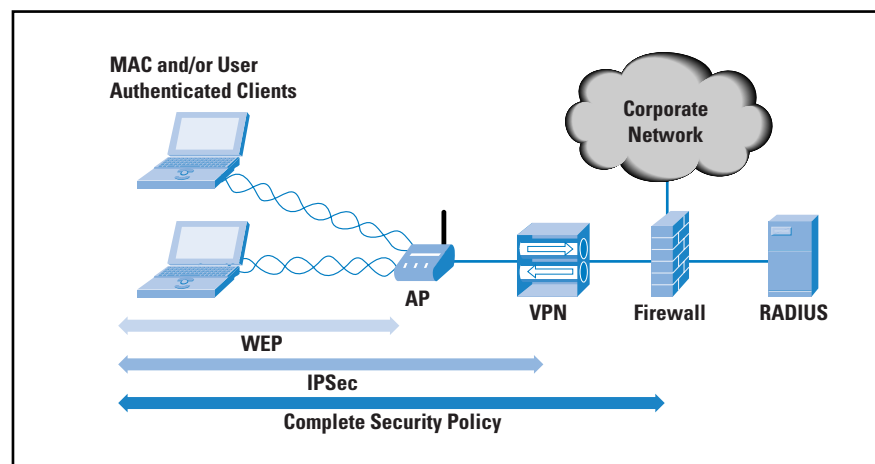 MAC and/or User
Authenticated Clients
Corporate
Network
AP
VPN
Firewall
RADIUS
WEP
IPSec
Complete Security Policy